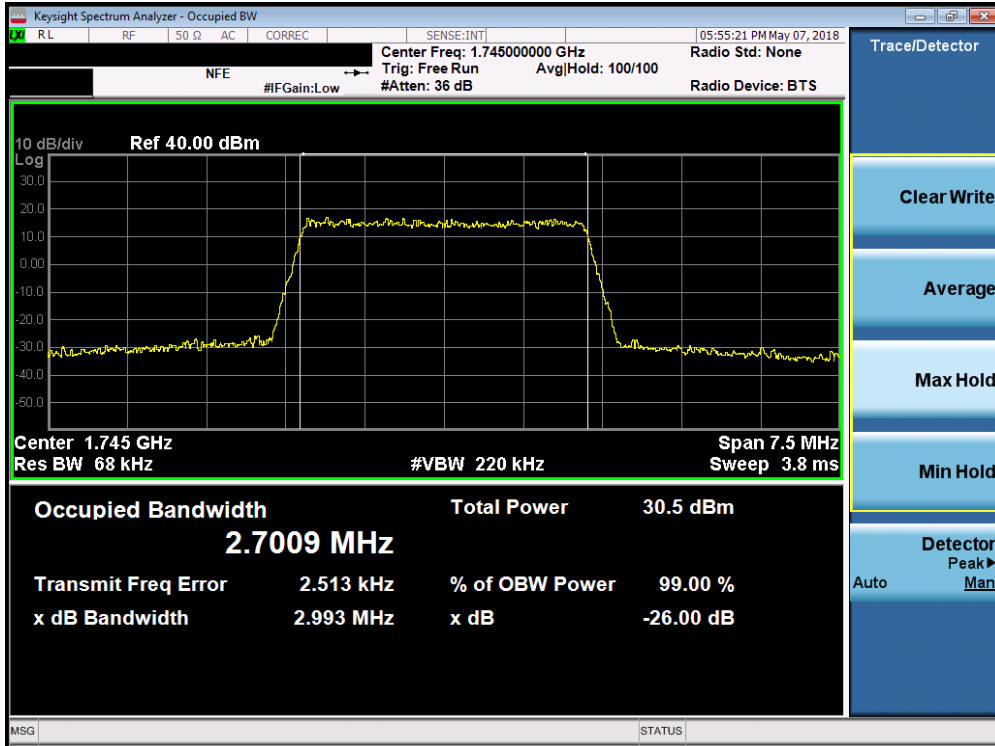 Keysight Spectrum Analyzer - Occupied BW
LXI RL RF 50 Ω AC CORREC SENSE:INT 05:55:21 PM May 07, 2018
Center Freq: 1.745000000 GHz Radio Std: None
NFE Trig: Free Run Avg|Hold: 100/100
#IFGain:Low #Atten: 36 dB Radio Device: BTS
10 dB/div Ref 40.00 dBm
Log
30.0
20.0
10.0
0.00
-10.0
-20.0
-30.0
-40.0
-50.0
Center 1.745 GHz Span 7.5 MHz
Res BW 68 kHz #VBW 220 kHz Sweep 3.8 ms
Occupied Bandwidth Total Power 30.5 dBm
2.7009 MHz
Transmit Freq Error 2.513 kHz % of OBW Power 99.00 %
x dB Bandwidth 2.993 MHz x dB -26.00 dB
MSG STATUS
Trace/Detector
Clear Write
Average
Max Hold
Min Hold
Detector
Peak▶
Auto Man